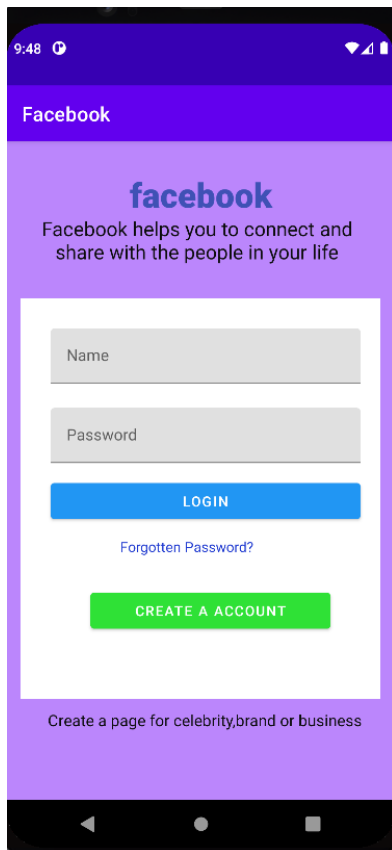 9:48
Facebook
facebook
Facebook helps you to connect and
share with the people in your life
Name
Password
LOGIN
Forgotten Password?
CREATE A ACCOUNT
Create a page for celebrity,brand or business